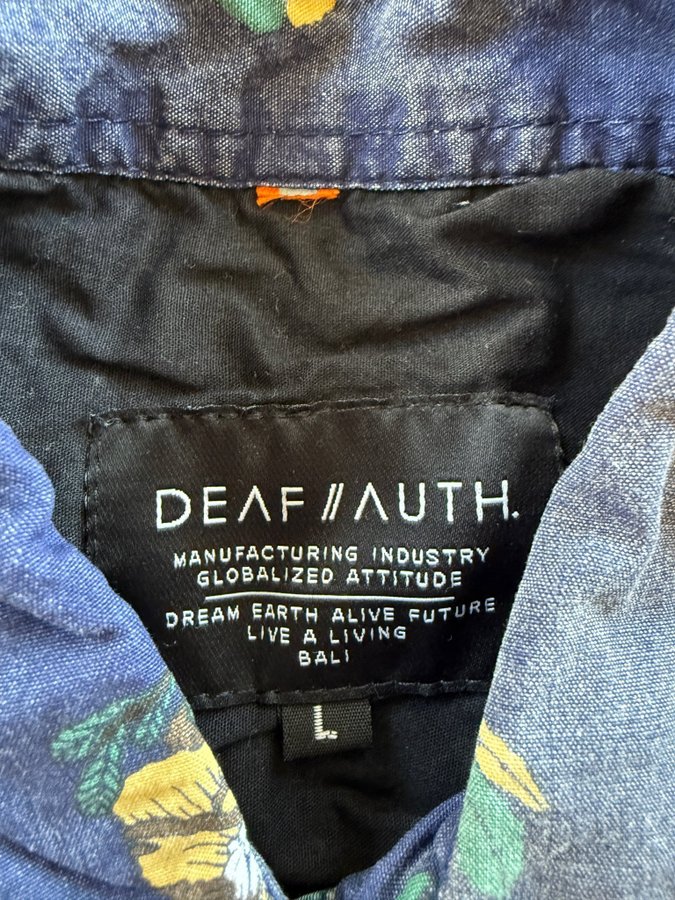 DEAF // AUTH.
MANUFACTURING INDUSTRY
GLOBALIZED ATTITUDE
DREAM EARTH ALIVE FUTURE
LIVE A LIVING
BALI
L